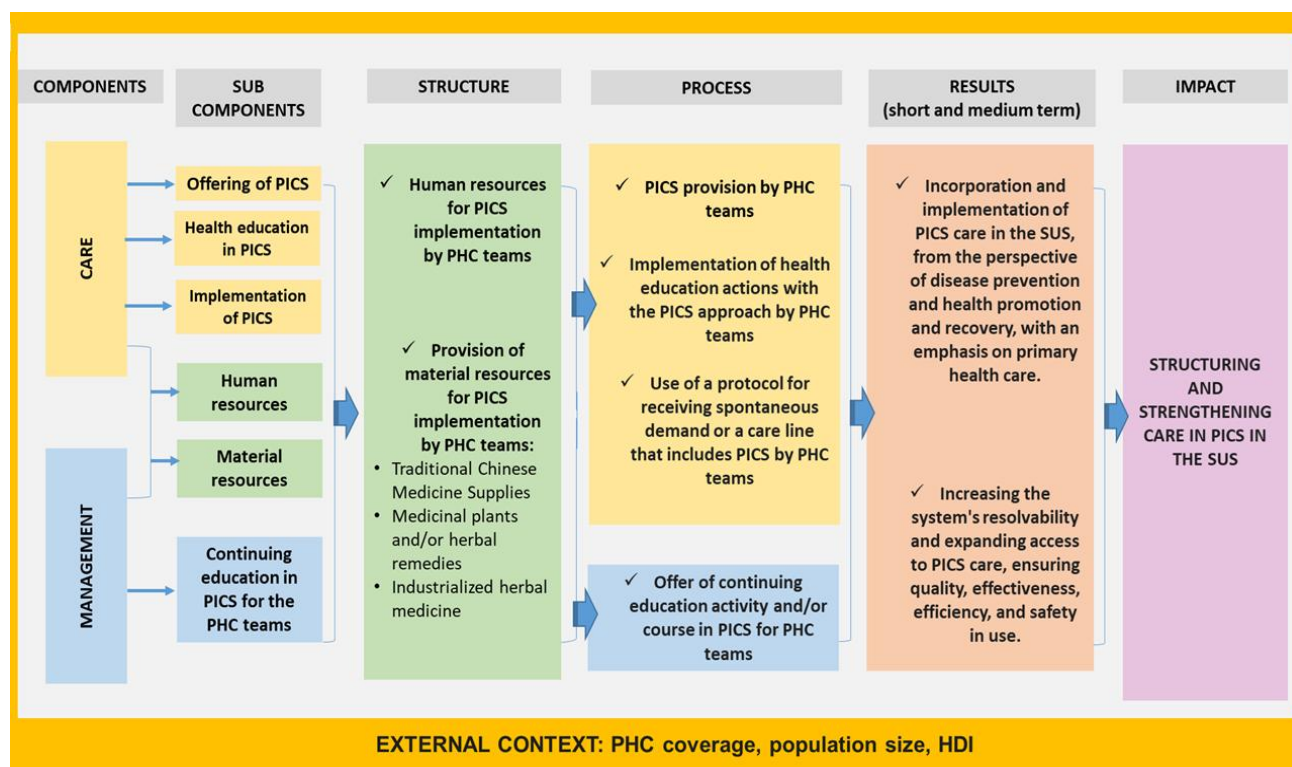 COMPONENTS
SUB
COMPONENTS
STRUCTURE
PROCESS
RESULTS
(short and medium term)
IMPACT
CARE
MANAGEMENT
Offering of PICS
Health education
in PICS
Implementation
of PICS
Human
resources
Material
resources
Continuing
education in
PICS for the
PHC teams
✓ Human resources
for PICS
implementation
by PHC teams
✓ Provision of
material resources
for PICS
implementation
by PHC teams:
• Traditional Chinese
Medicine Supplies
• Medicinal plants
and/or herbal
remedies
• Industrialized herbal
medicine
✓ PICS provision by PHC
teams
✓ Implementation of health
education actions with
the PICS approach by PHC
teams
✓ Use of a protocol for
receiving spontaneous
demand or a care line
that includes PICS by PHC
teams
✓ Offer of continuing
education activity and/or
course in PICS for PHC
teams
✓ Incorporation and
implementation of
PICS care in the SUS,
from the perspective
of disease prevention
and health promotion
and recovery, with an
emphasis on primary
health care.
✓ Increasing the
system's resolvability
and expanding access
to PICS care, ensuring
quality, effectiveness,
efficiency, and safety
in use.
STRUCTURING
AND
STRENGTHENING
CARE IN PICS IN
THE SUS
EXTERNAL CONTEXT: PHC coverage, population size, HDI